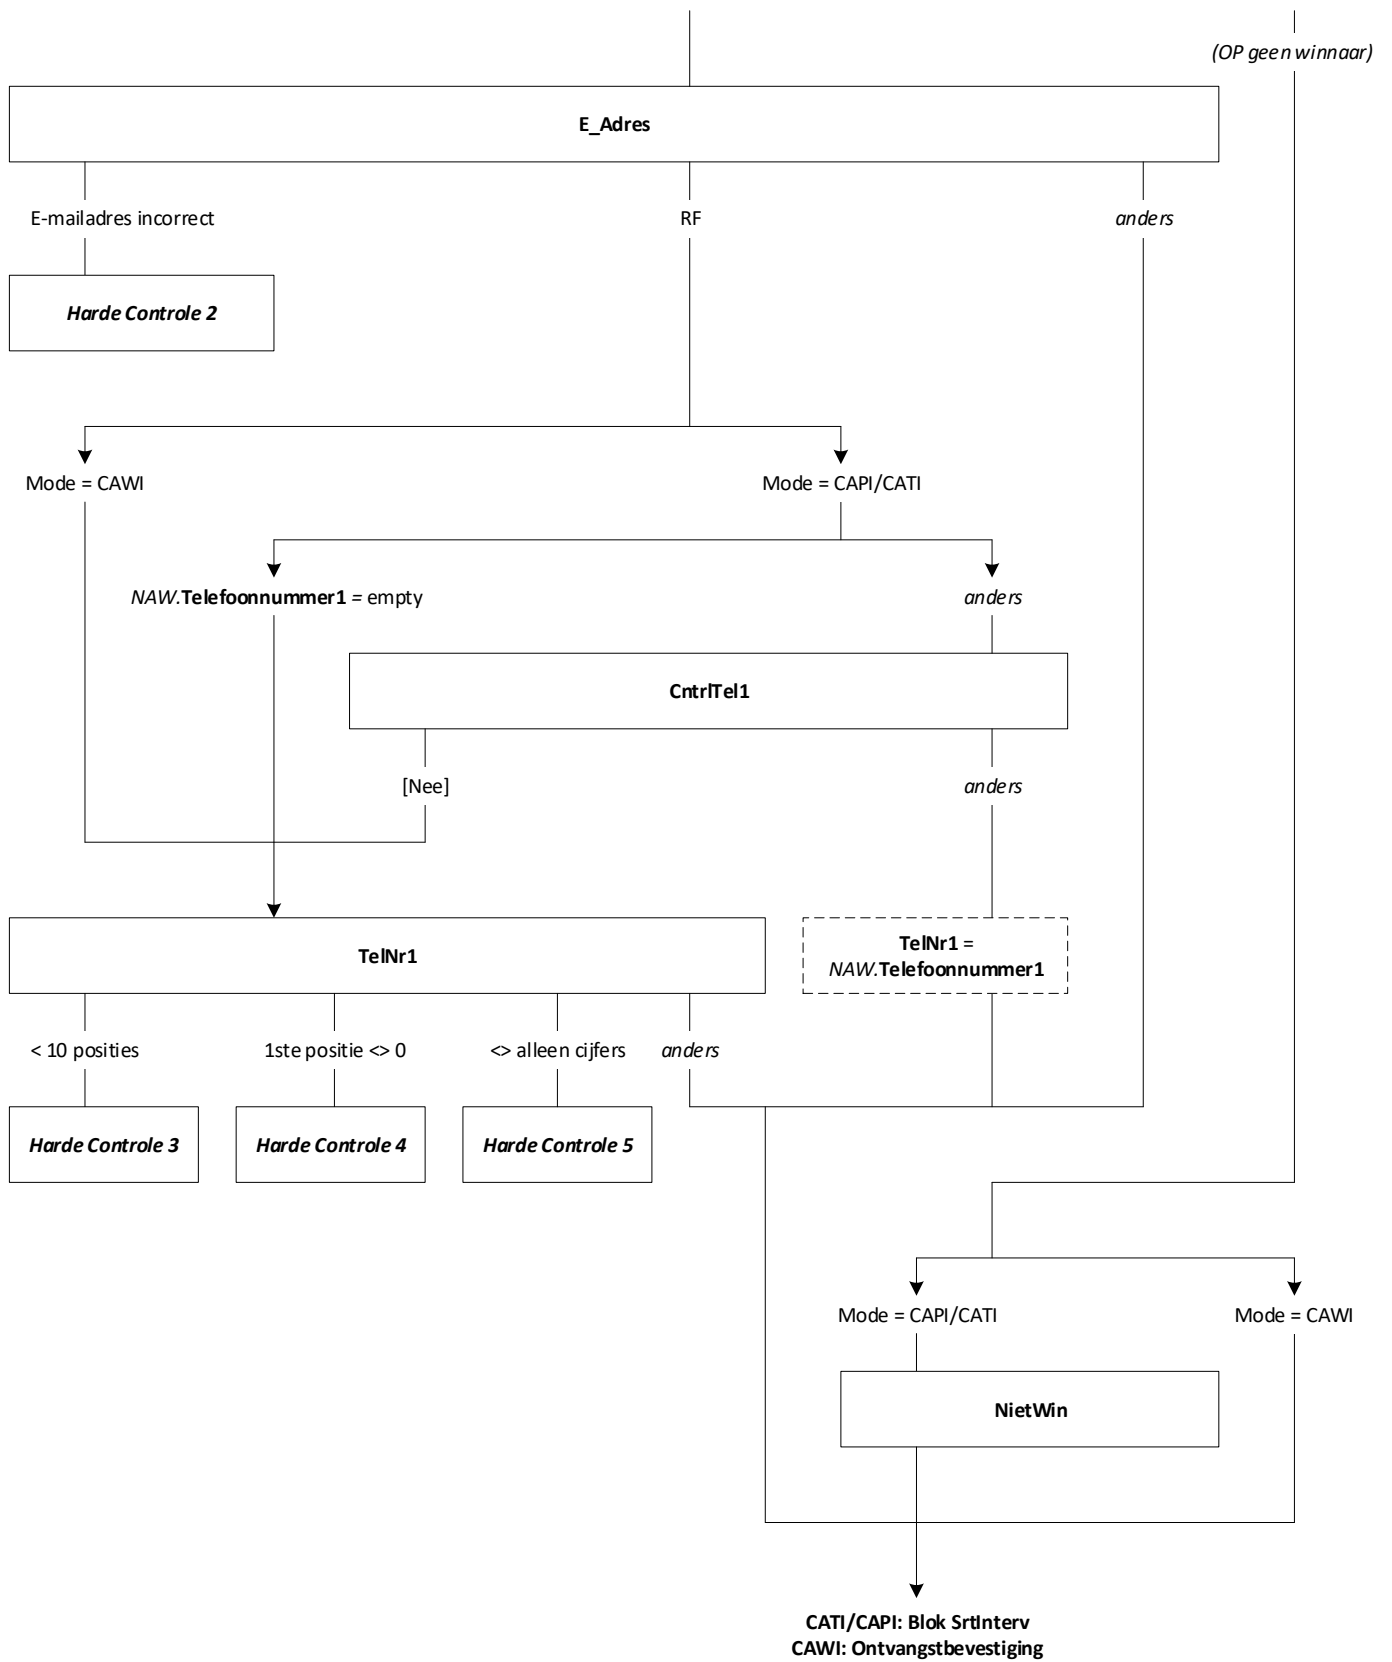 (OP geen winnaar)
E_Adres
E-mailadres incorrect
RF
anders
Harde Controle 2
Mode = CAWI
Mode = CAPI/CATI
NAW.Telefoonnummer1 = empty
anders
CntrlTel1
[Nee]
anders
TelNr1
TelNr1 =
NAW.Telefoonnummer1
< 10 posities
1ste positie <> 0
<> alleen cijfers
anders
Harde Controle 3
Harde Controle 4
Harde Controle 5
Mode = CAPI/CATI
Mode = CAWI
NietWin
CATI/CAPI: Blok SrtInterv
CAWI: Ontvangstbevestiging